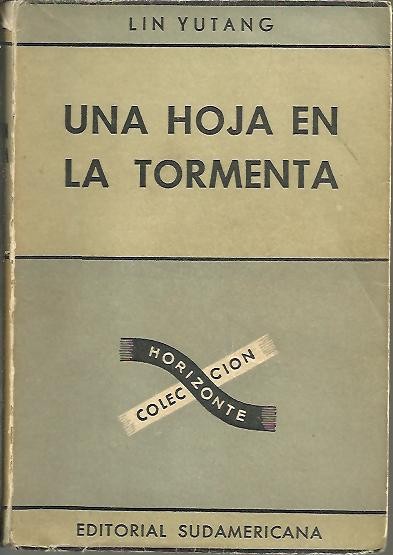 LIN YUTANG
UNA HOJA EN
LA TORMENTA
COLECCION
HORIZONTE
EDITORIAL SUDAMERICANA